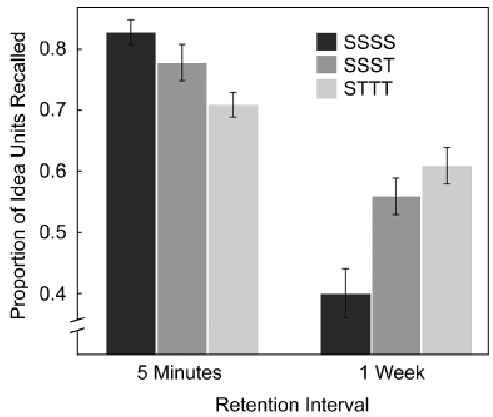 Proportion of Idea Units Recalled
0.8
0.7
0.6
0.5
0.4
SSSS
SSST
STTT
5 Minutes
1 Week
Retention Interval